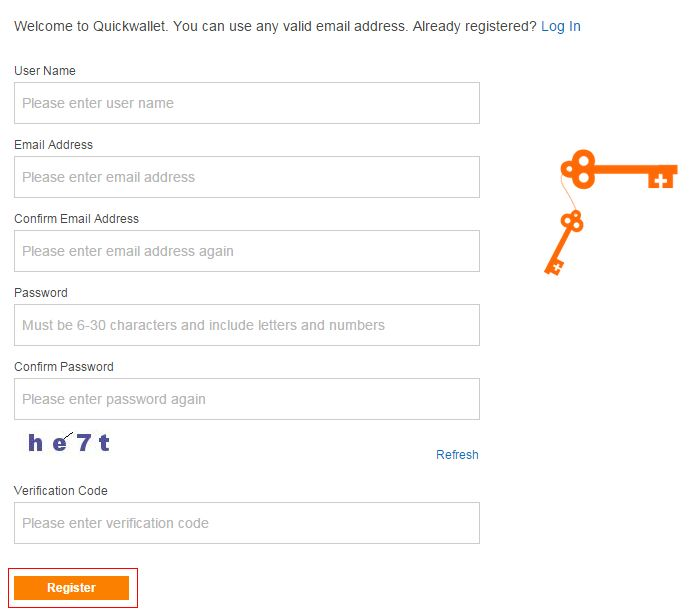 Welcome to Quickwallet. You can use any valid email address. Already registered? Log In
User Name
Please enter user name
Email Address
Please enter email address
Confirm Email Address
Please enter email address again
Password
Must be 6-30 characters and include letters and numbers
Confirm Password
Please enter password again
h e 7 t
Refresh
Verification Code
Please enter verification code
Register